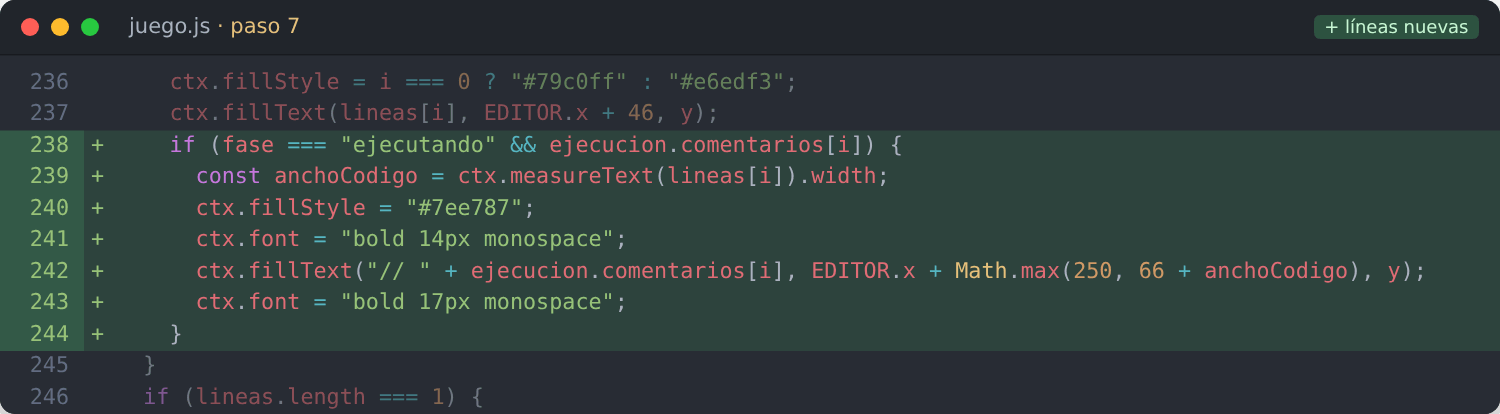 juego.js · paso 7
+ líneas nuevas
236 ctx.fillStyle = i === 0 ? "#79c0ff" : "#e6edf3";
237 ctx.fillText(lineas[i], EDITOR.x + 46, y);
238 + if (fase === "ejecutando" && ejecucion.comentarios[i]) {
239 + const anchoCodigo = ctx.measureText(lineas[i]).width;
240 + ctx.fillStyle = "#7ee787";
241 + ctx.font = "bold 14px monospace";
242 + ctx.fillText("// " + ejecucion.comentarios[i], EDITOR.x + Math.max(250, 66 + anchoCodigo), y);
243 + ctx.font = "bold 17px monospace";
244 + }
245 }
246 if (lineas.length === 1) {